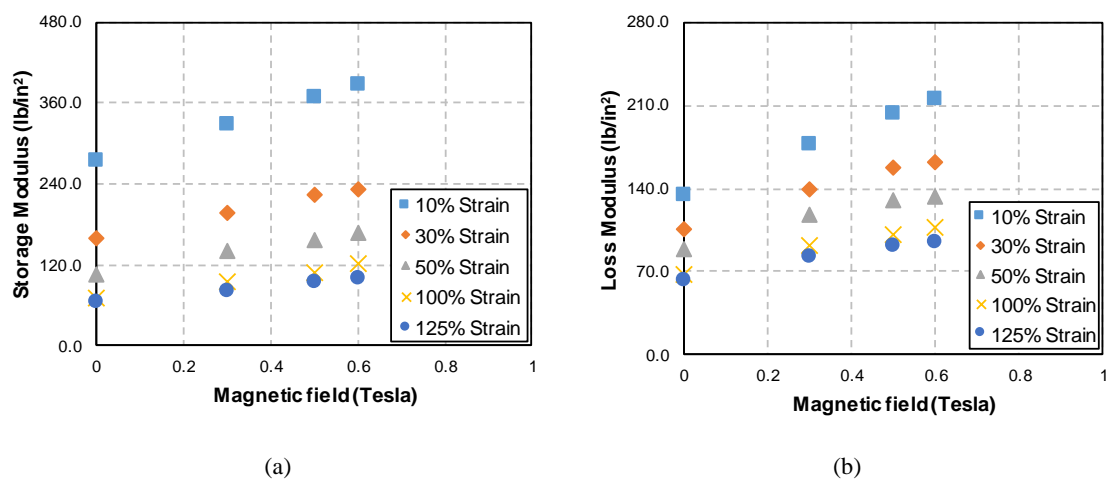 480.0
360.0
240.0
120.0
0.0
Storage Modulus (lb/in²)
0 0.2 0.4 0.6 0.8 1
Magnetic field (Tesla)
10% Strain
30% Strain
50% Strain
100% Strain
125% Strain
(a)
280.0
210.0
140.0
70.0
0.0
Loss Modulus (lb/in²)
0 0.2 0.4 0.6 0.8 1
Magnetic field (Tesla)
10% Strain
30% Strain
50% Strain
100% Strain
125% Strain
(b)